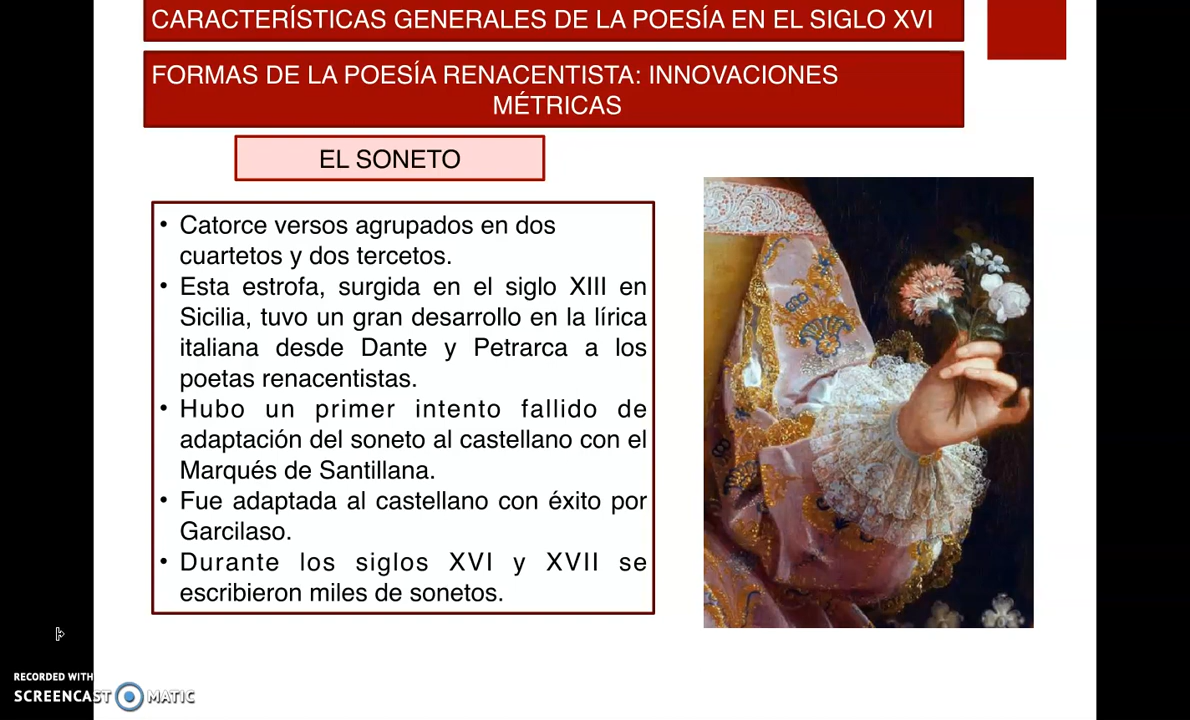 CARACTERÍSTICAS GENERALES DE LA POESÍA EN EL SIGLO XVI
FORMAS DE LA POESÍA RENACENTISTA: INNOVACIONES
MÉTRICAS
EL SONETO
• Catorce versos agrupados en dos
cuartetos y dos tercetos.
• Esta estrofa, surgida en el siglo XIII en
Sicilia, tuvo un gran desarrollo en la lírica
italiana desde Dante y Petrarca a los
poetas renacentistas.
• Hubo un primer intento fallido de
adaptación del soneto al castellano con el
Marqués de Santillana.
• Fue adaptada al castellano con éxito por
Garcilaso.
• Durante los siglos XVI y XVII se
escribieron miles de sonetos.
RECORDED WITH
SCREENCAST MATIC